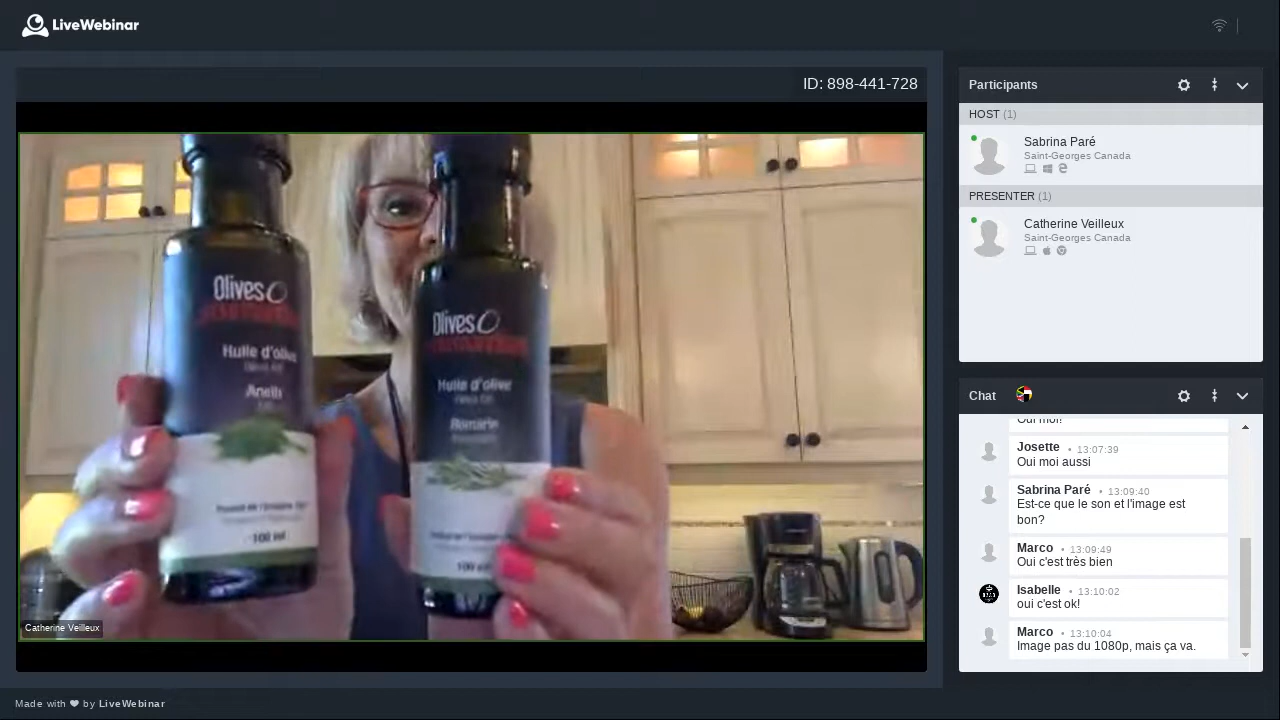 LiveWebinar
ID: 898-441-728
Olives
Huile d'olive
Aneth
100 ml
Olives
Huile d'olive
Romarin
100 ml
Catherine Veilleux
Participants
HOST (1)
Sabrina Paré
Saint-Georges Canada
PRESENTER (1)
Catherine Veilleux
Saint-Georges Canada
Chat
Oui moi!
Josette • 13:07:39
Oui moi aussi
Sabrina Paré • 13:09:40
Est-ce que le son et l'image est
bon?
Marco • 13:09:49
Oui c'est très bien
Isabelle • 13:10:02
oui c'est ok!
Marco • 13:10:04
Image pas du 1080p, mais ça va.
Made with ❤ by LiveWebinar